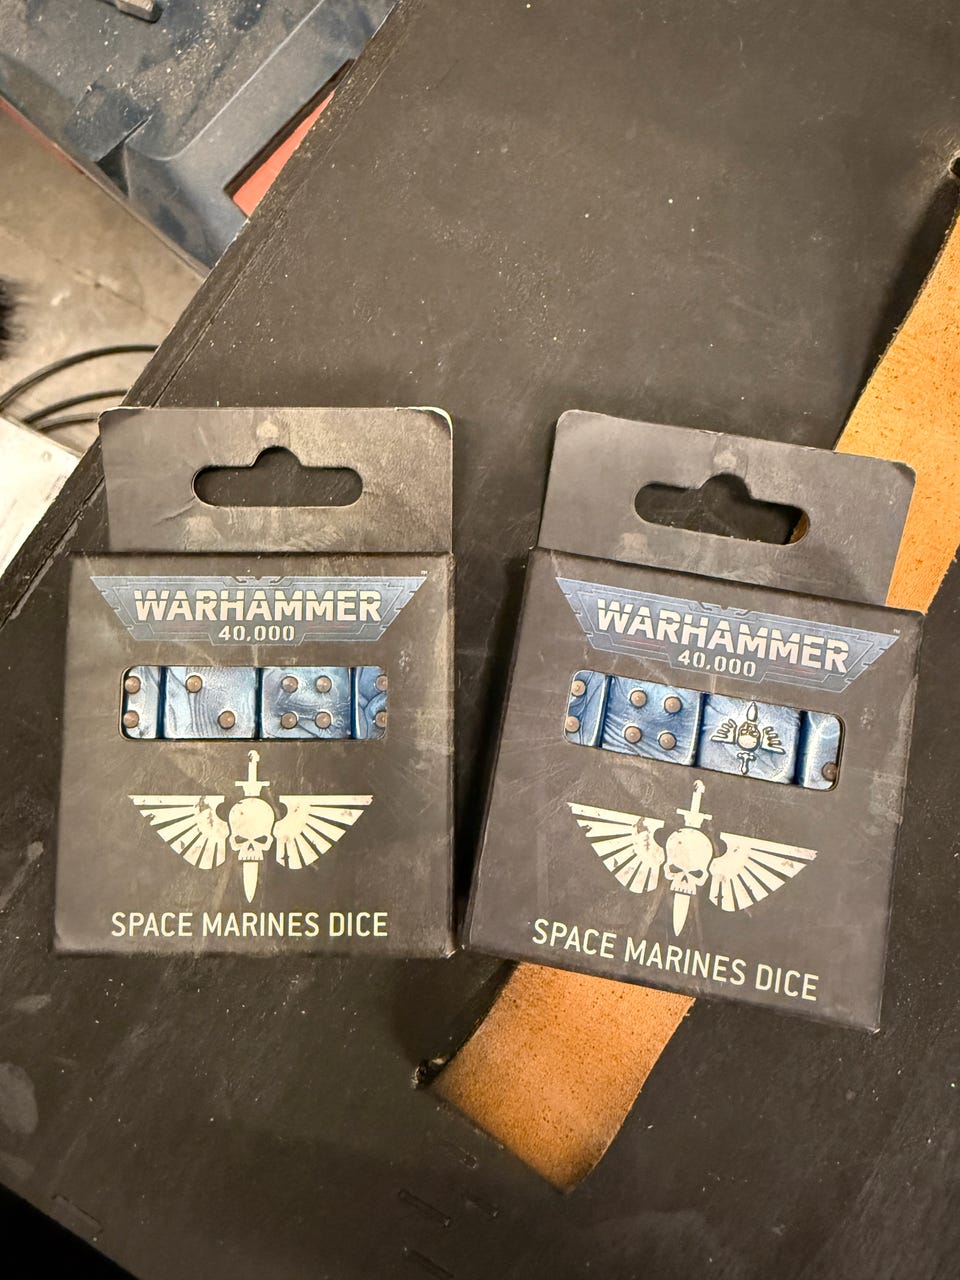 WARHAMMER
40,000
SPACE MARINES DICE
WARHAMMER
40,000
SPACE MARINES DICE